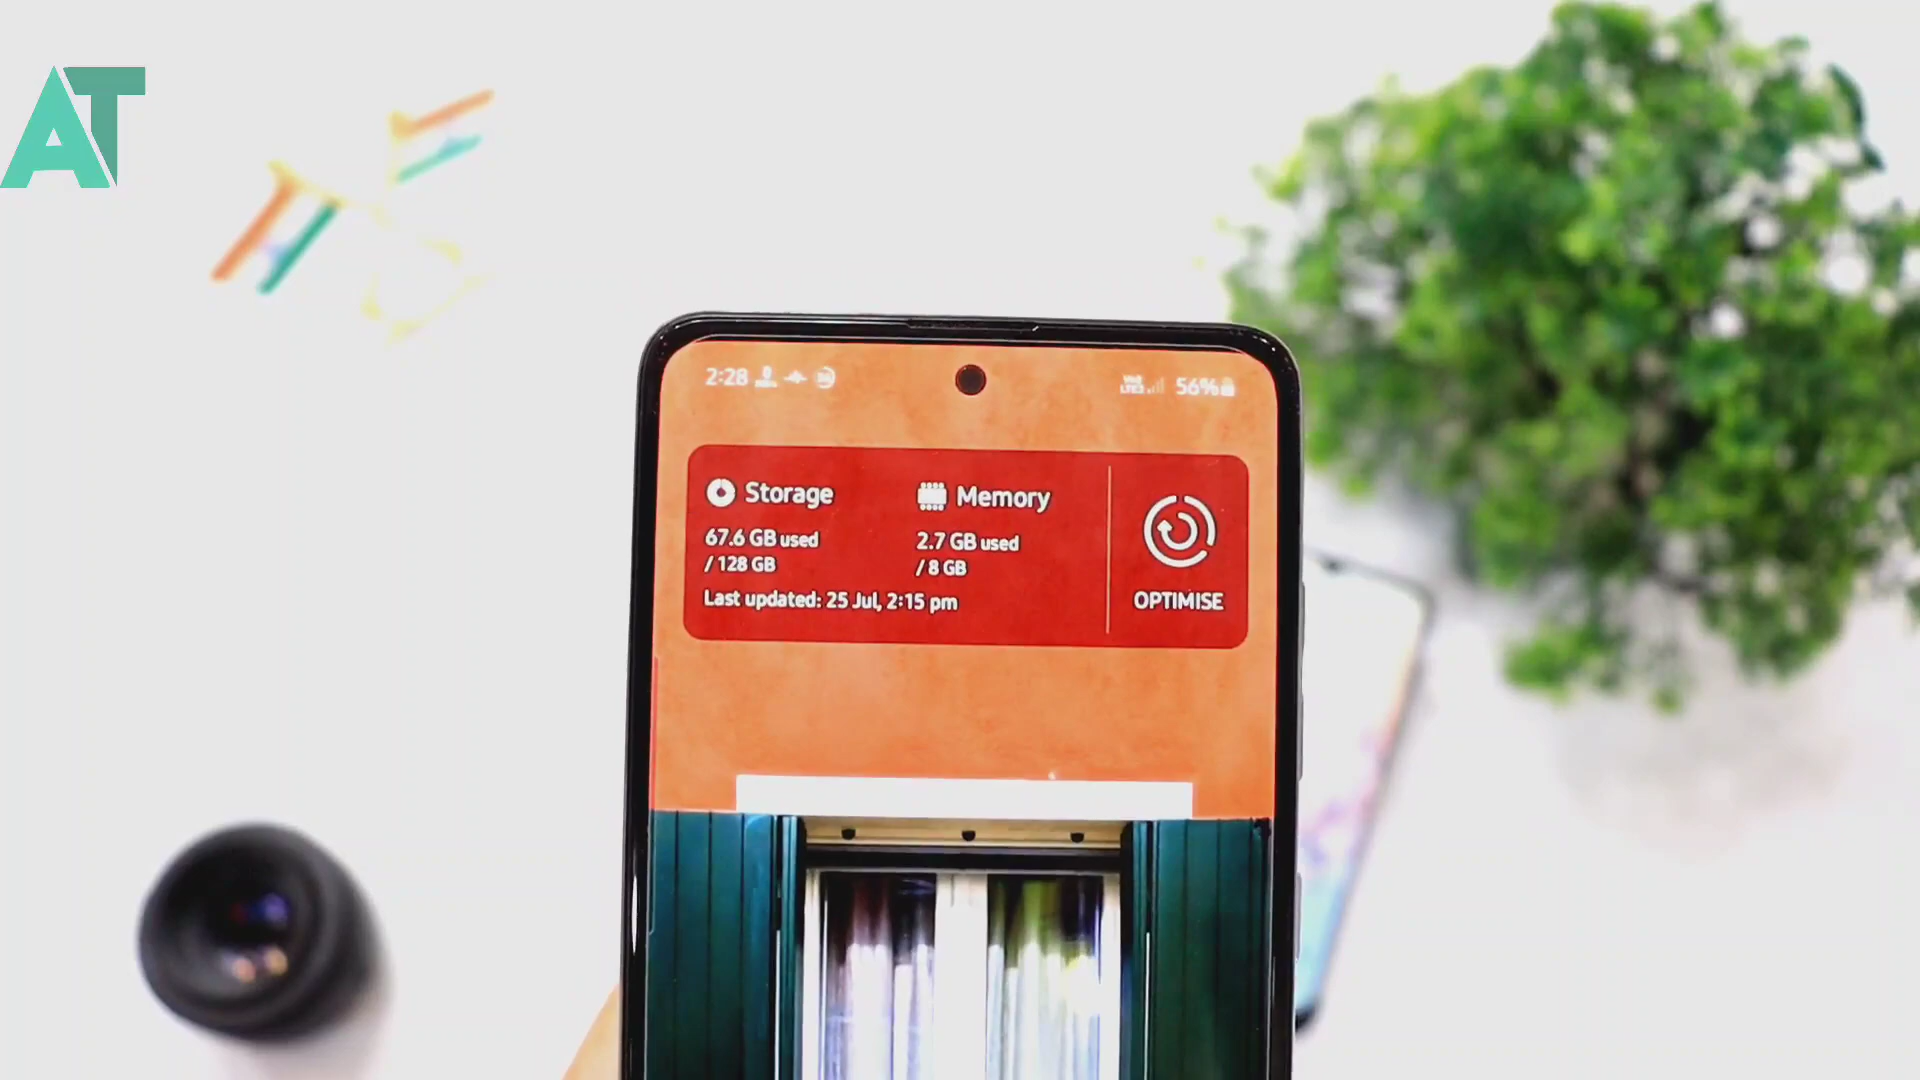 AT
2:28
56%
Storage
Memory
67.6 GB used
/ 128 GB
2.7 GB used
/ 8 GB
Last updated: 25 Jul, 2:15 pm
OPTIMISE